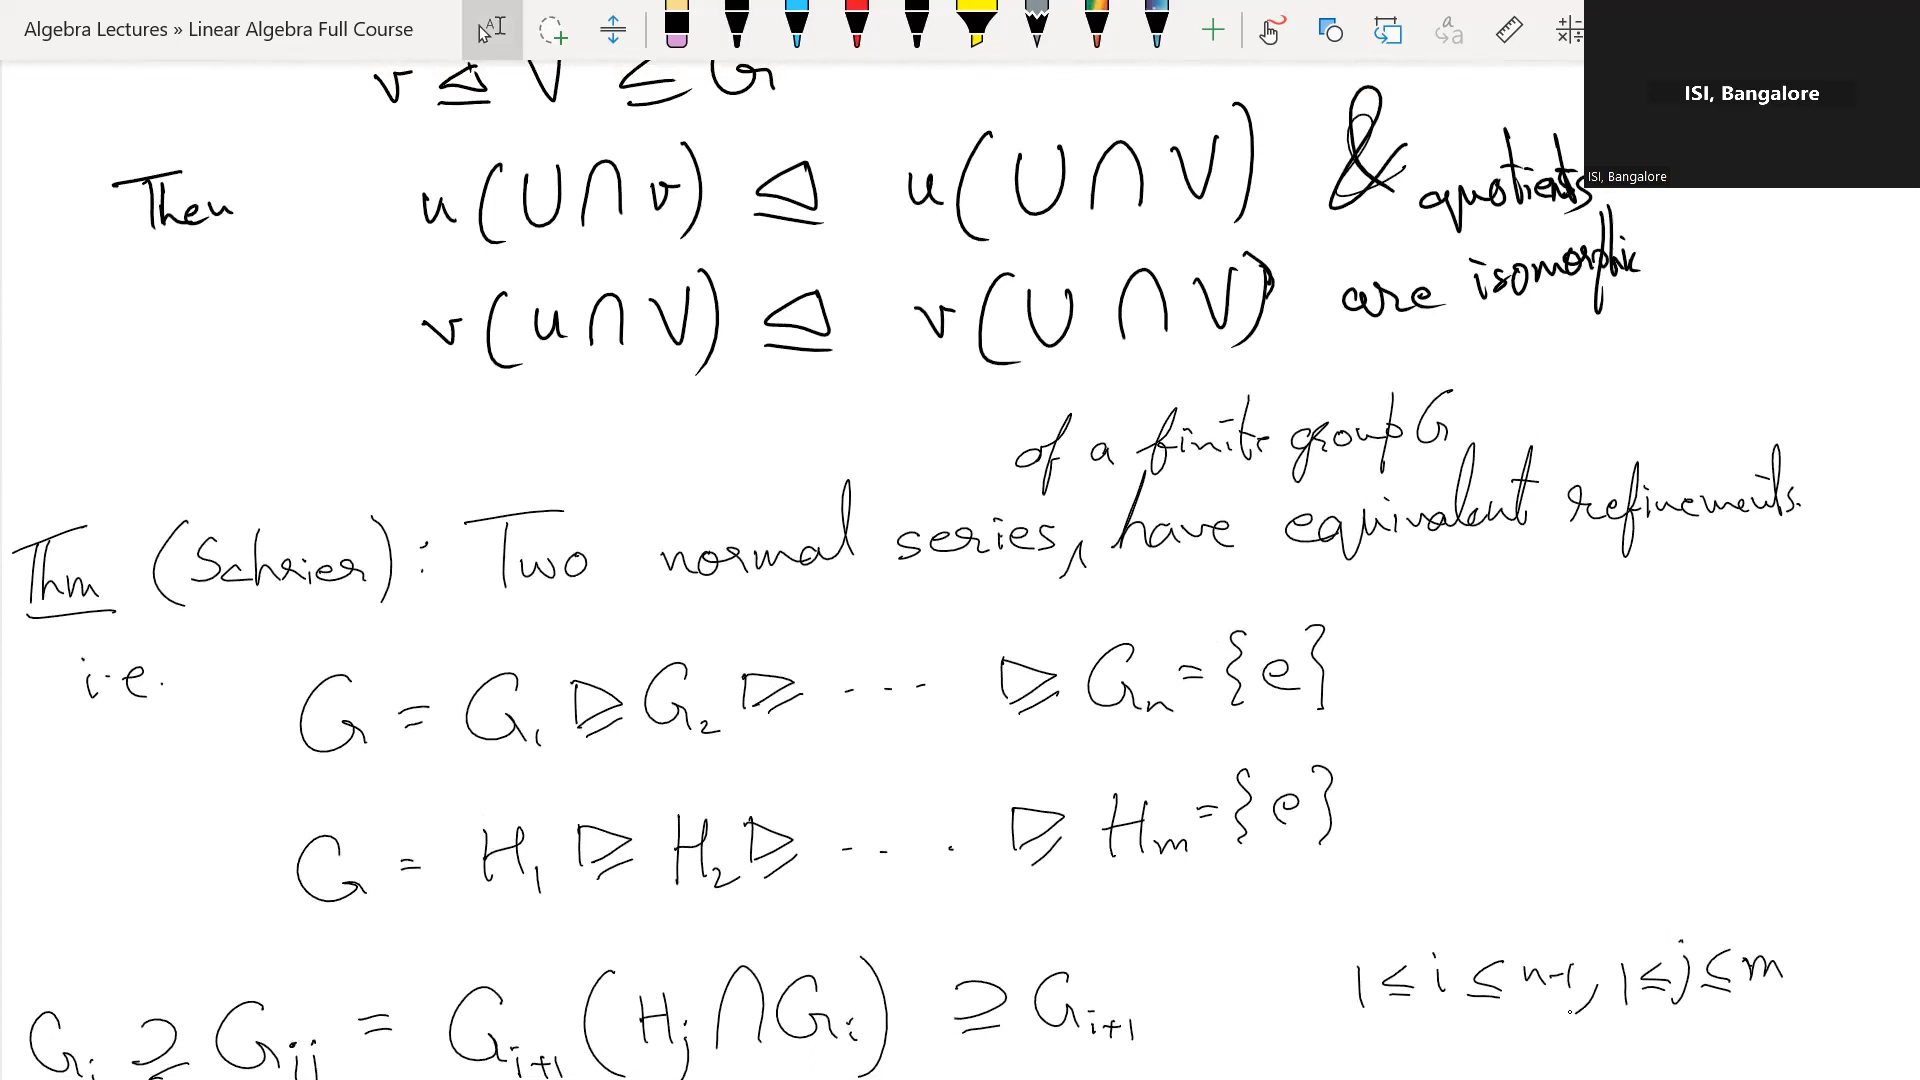 Algebra Lectures » Linear Algebra Full Course
ISI, Bangalore
ISI, Bangalore
v ⊴ V ≤ G
Then u(U∩v) ⊴ u(U∩V) & quotients
v(u∩V) ⊴ v(U∩V) are isomorphic
of a finite group G
Thm (Schrier): Two normal series, have equivalent refinements.
i.e. G = G₁ ⊵ G₂ ⊵ ... ⊵ Gₙ = {e}
G = H₁ ⊵ H₂ ⊵ ... ⊵ Hₘ = {e}
Gᵢ ⊇ Gᵢⱼ = Gᵢ₊₁(Hⱼ ∩ Gᵢ) ⊇ Gᵢ₊₁ 1≤i≤n-1, 1≤j≤m